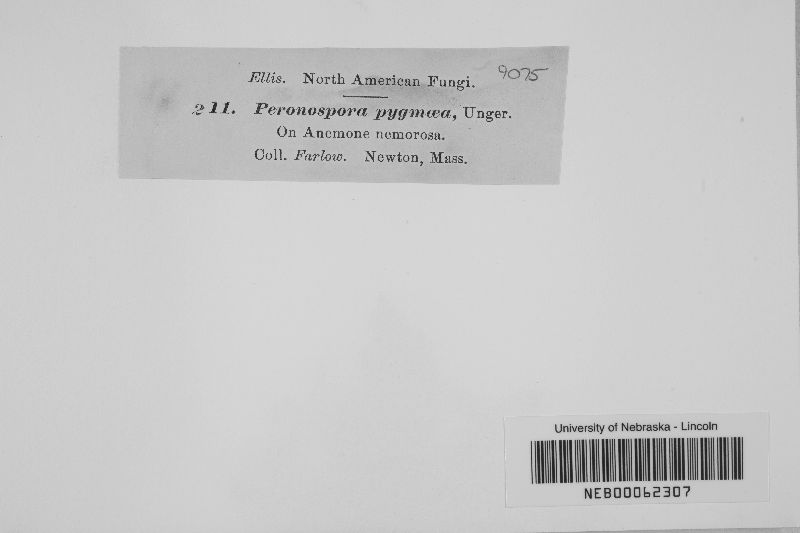 Ellis. North American Fungi. 9075
211. Peronospora pygmœa, Unger.
On Anemone nemorosa.
Coll. Farlow. Newton, Mass.
University of Nebraska - Lincoln
NEB00062307